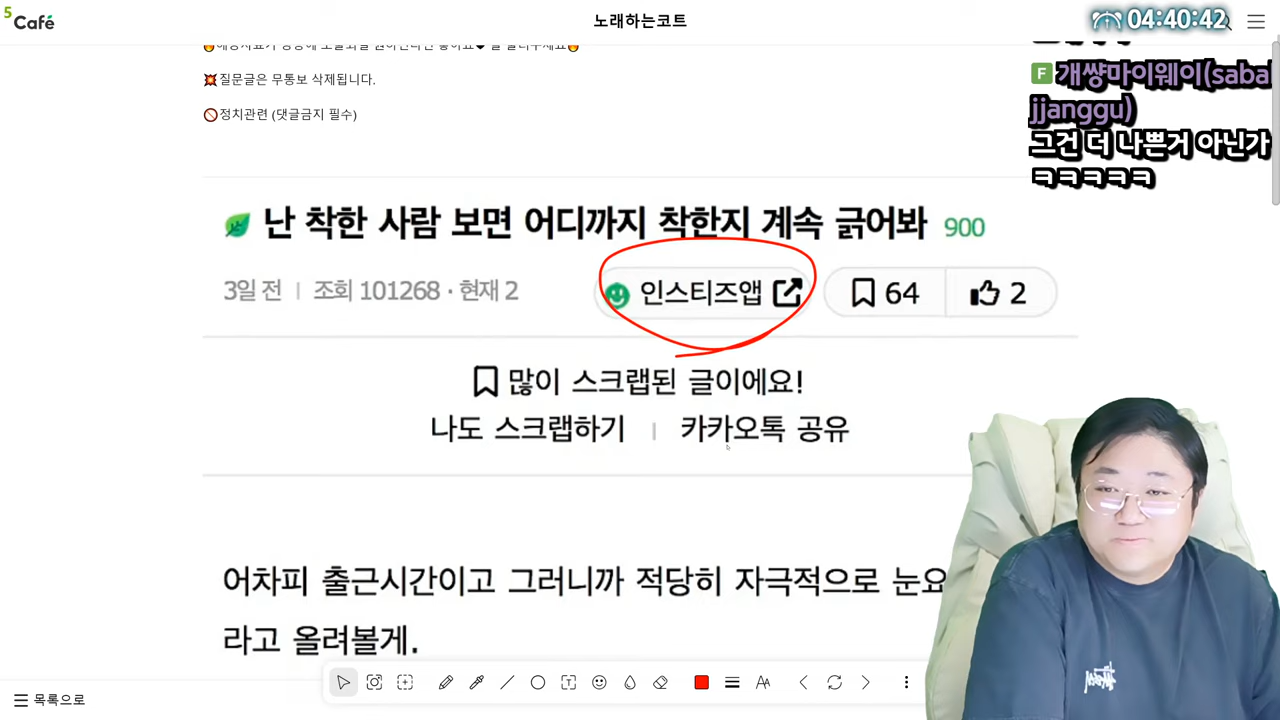 5
Café
노래하는코트
04:40:42
💥질문글은 무통보 삭제됩니다.
🚫정치관련 (댓글금지 필수)
F 개썅마이웨이(sabal
jjanggu)
그건 더 나쁜거 아닌가
ㅋㅋㅋㅋㅋ
난 착한 사람 보면 어디까지 착한지 계속 긁어봐 900
3일 전 | 조회 101268 · 현재 2
인스티즈앱
64
2
많이 스크랩된 글이에요!
나도 스크랩하기 | 카카오톡 공유
어차피 출근시간이고 그러니까 적당히 자극적으로 눈요
라고 올려볼게.
목록으로